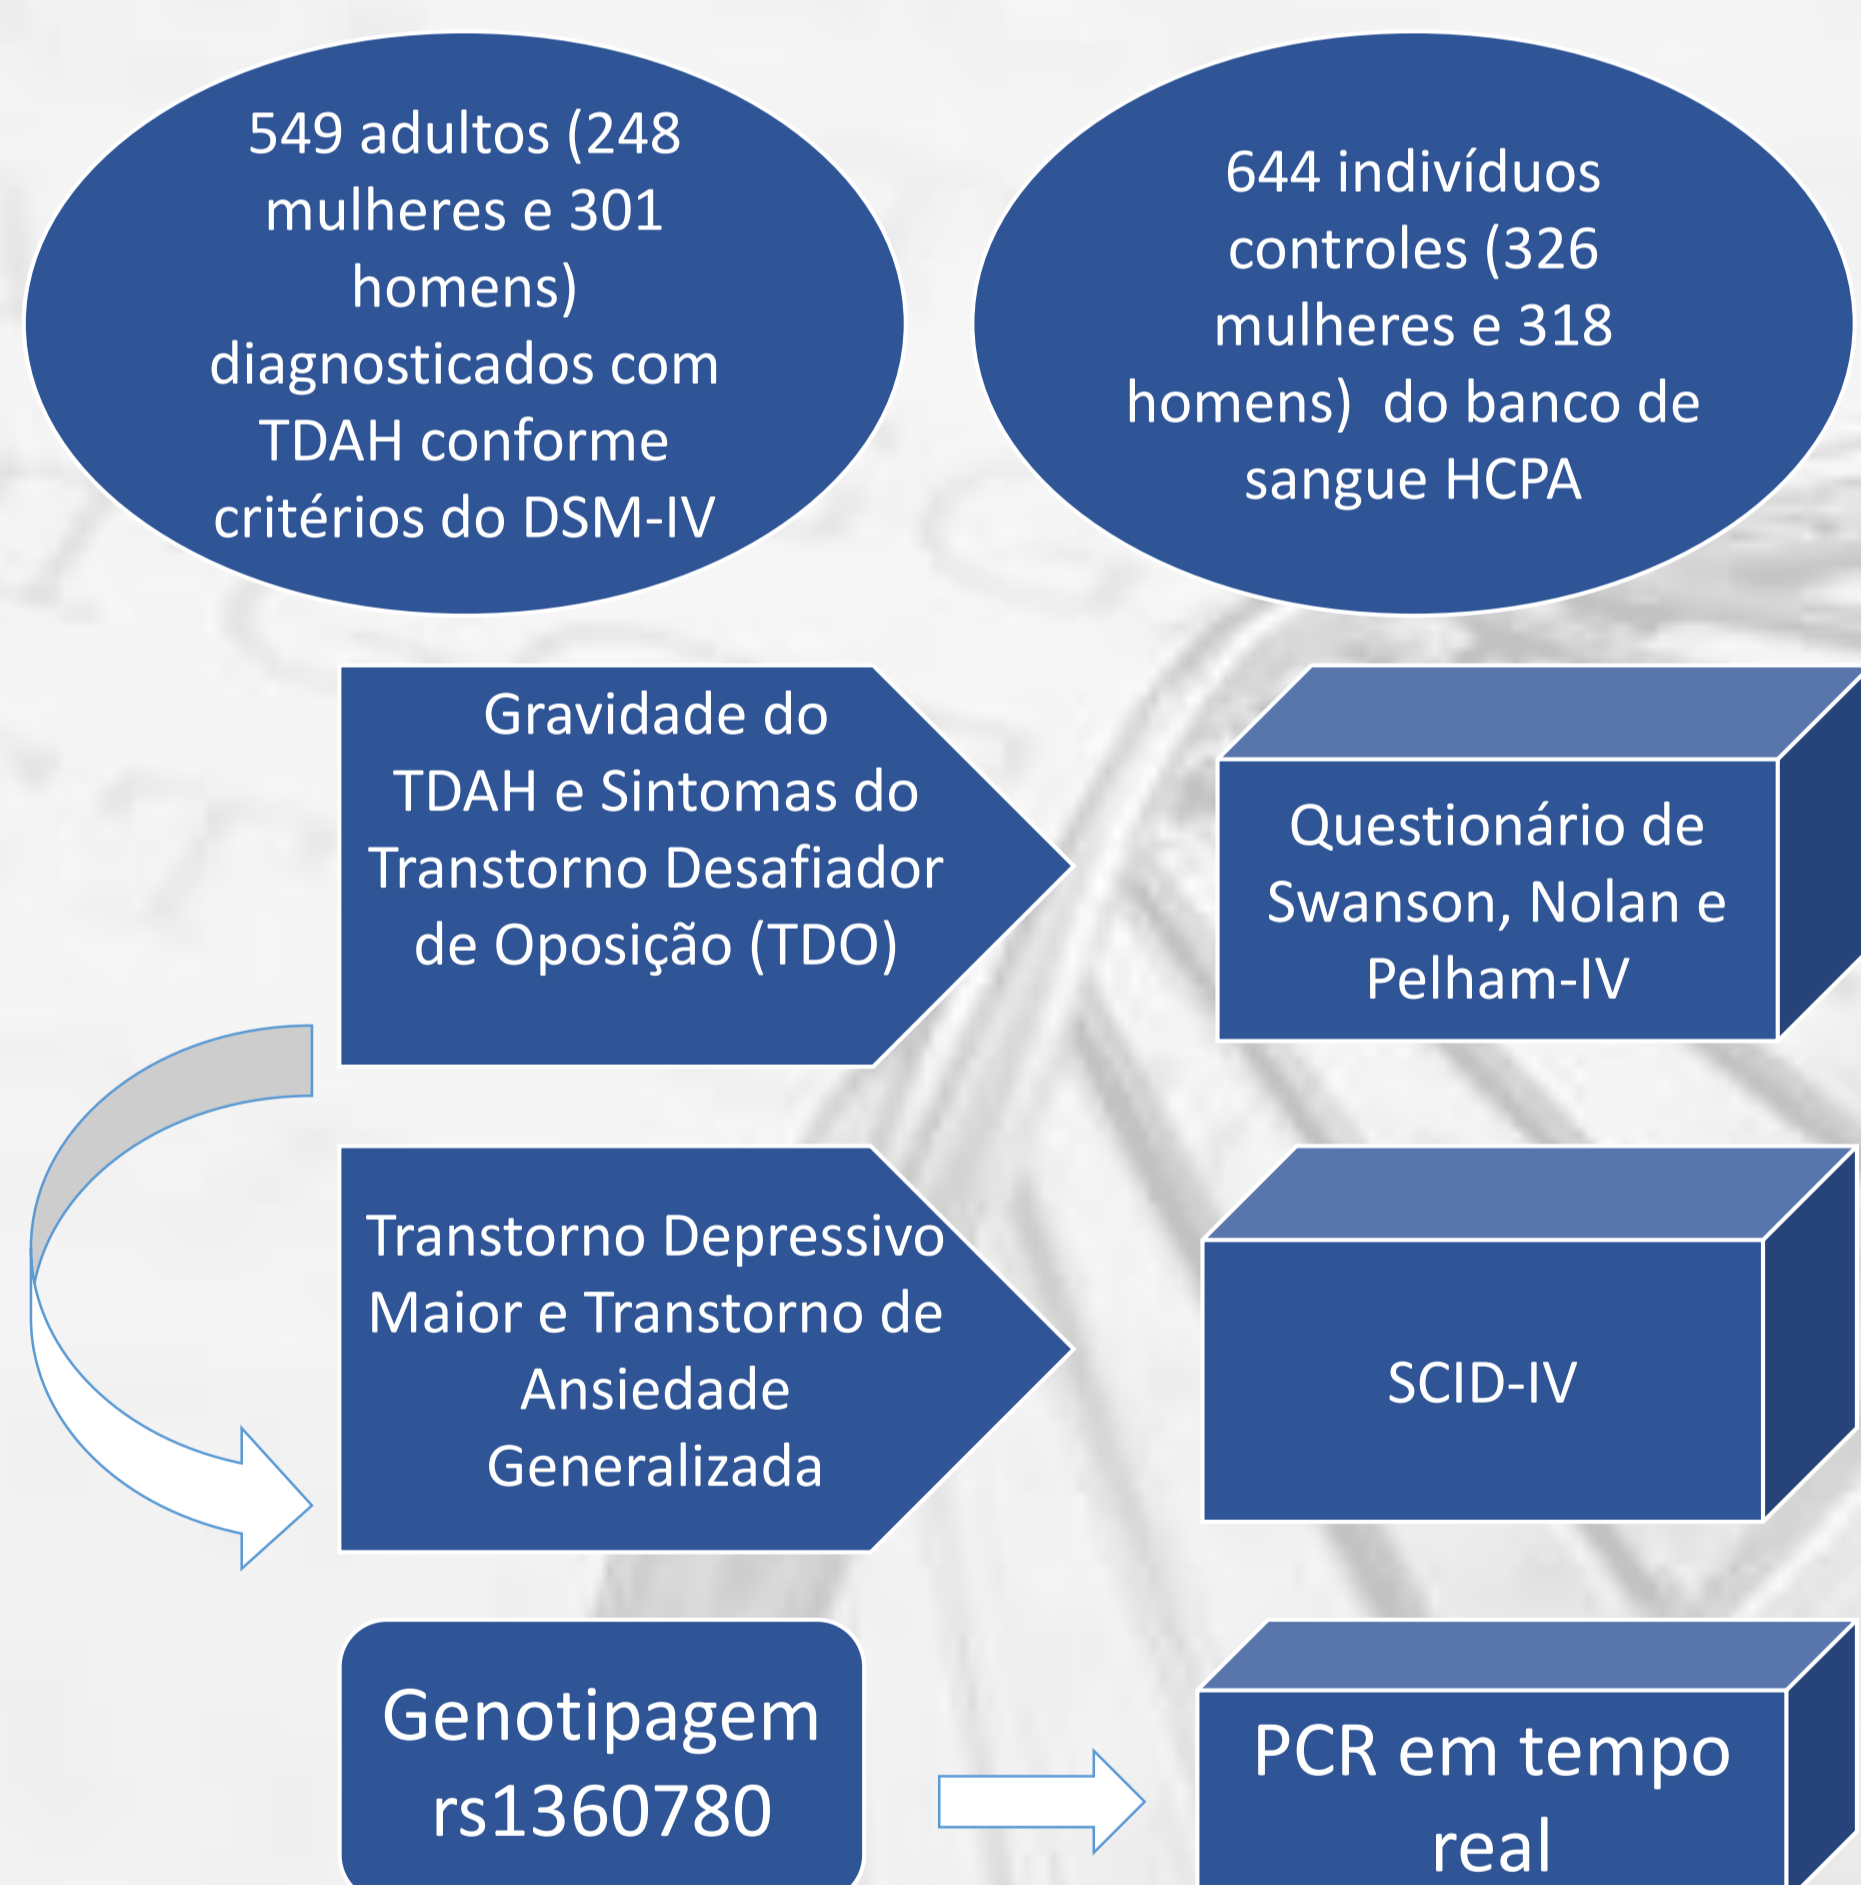 549 adultos (248
mulheres e 301
homens)
diagnosticados com
TDAH conforme
critérios do DSM-IV
644 indivíduos
controles (326
mulheres e 318
homens) do banco de
sangue HCPA
Gravidade do
TDAH e Sintomas do
Transtorno Desafiador
de Oposição (TDO)
Questionário de
Swanson, Nolan e
Pelham-IV
Transtorno Depressivo
Maior e Transtorno de
Ansiedade
Generalizada
SCID-IV
Genotipagem
rs1360780
PCR em tempo
real